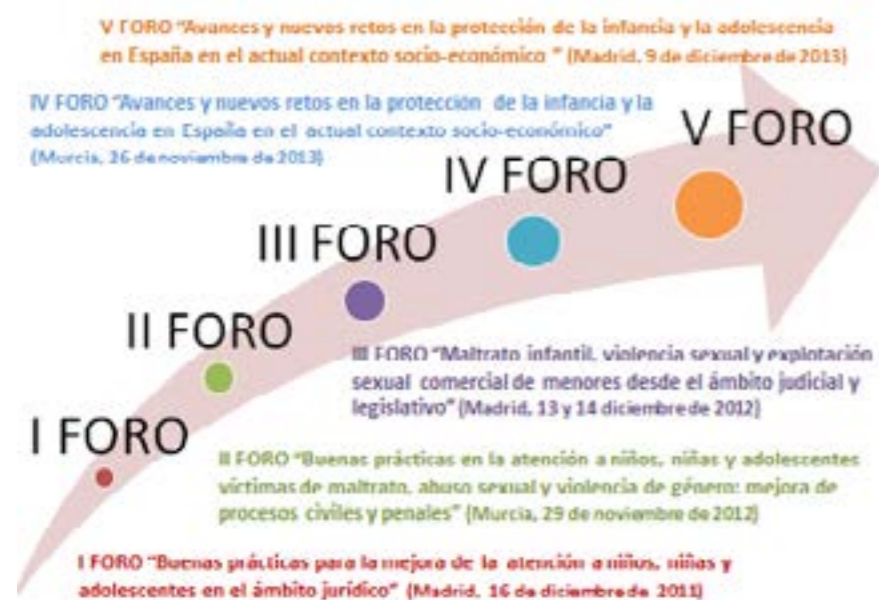 V FORO "Avances y nuevos retos en la protección de la infancia y la adolescencia
en España en el actual contexto socio-económico " (Madrid, 9 de diciembre de 2013)
IV FORO "Avances y nuevos retos en la protección de la infancia y la
adolescencia en España en el actual contexto socio-económico"
(Murcia, 26 de noviembre de 2013)
V FORO
IV FORO
III FORO
II FORO
III FORO "Maltrato infantil, violencia sexual y explotación
sexual comercial de menores desde el ámbito judicial y
legislativo" (Madrid, 13 y 14 diciembre de 2012)
I FORO
II FORO "Buenas prácticas en la atención a niños, niñas y adolescentes
víctimas de maltrato, abuso sexual y violencia de género: mejora de
procesos civiles y penales" (Murcia, 29 de noviembre de 2012)
I FORO "Buenas prácticas para la mejora de la atención a niños, niñas y
adolescentes en el ámbito jurídico" (Madrid, 16 de diciembre de 2011)